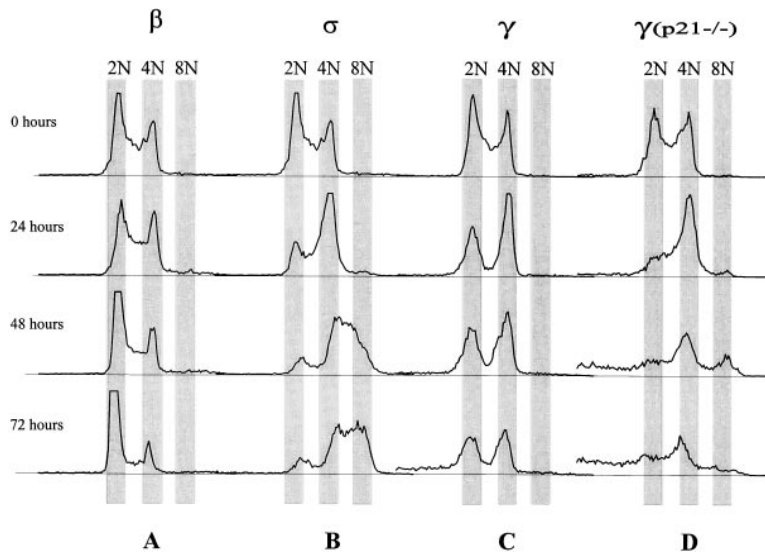 β σ γ γ(p21-/-)
2N 4N 8N 2N 4N 8N 2N 4N 8N 2N 4N 8N
0 hours
24 hours
48 hours
72 hours
A B C D